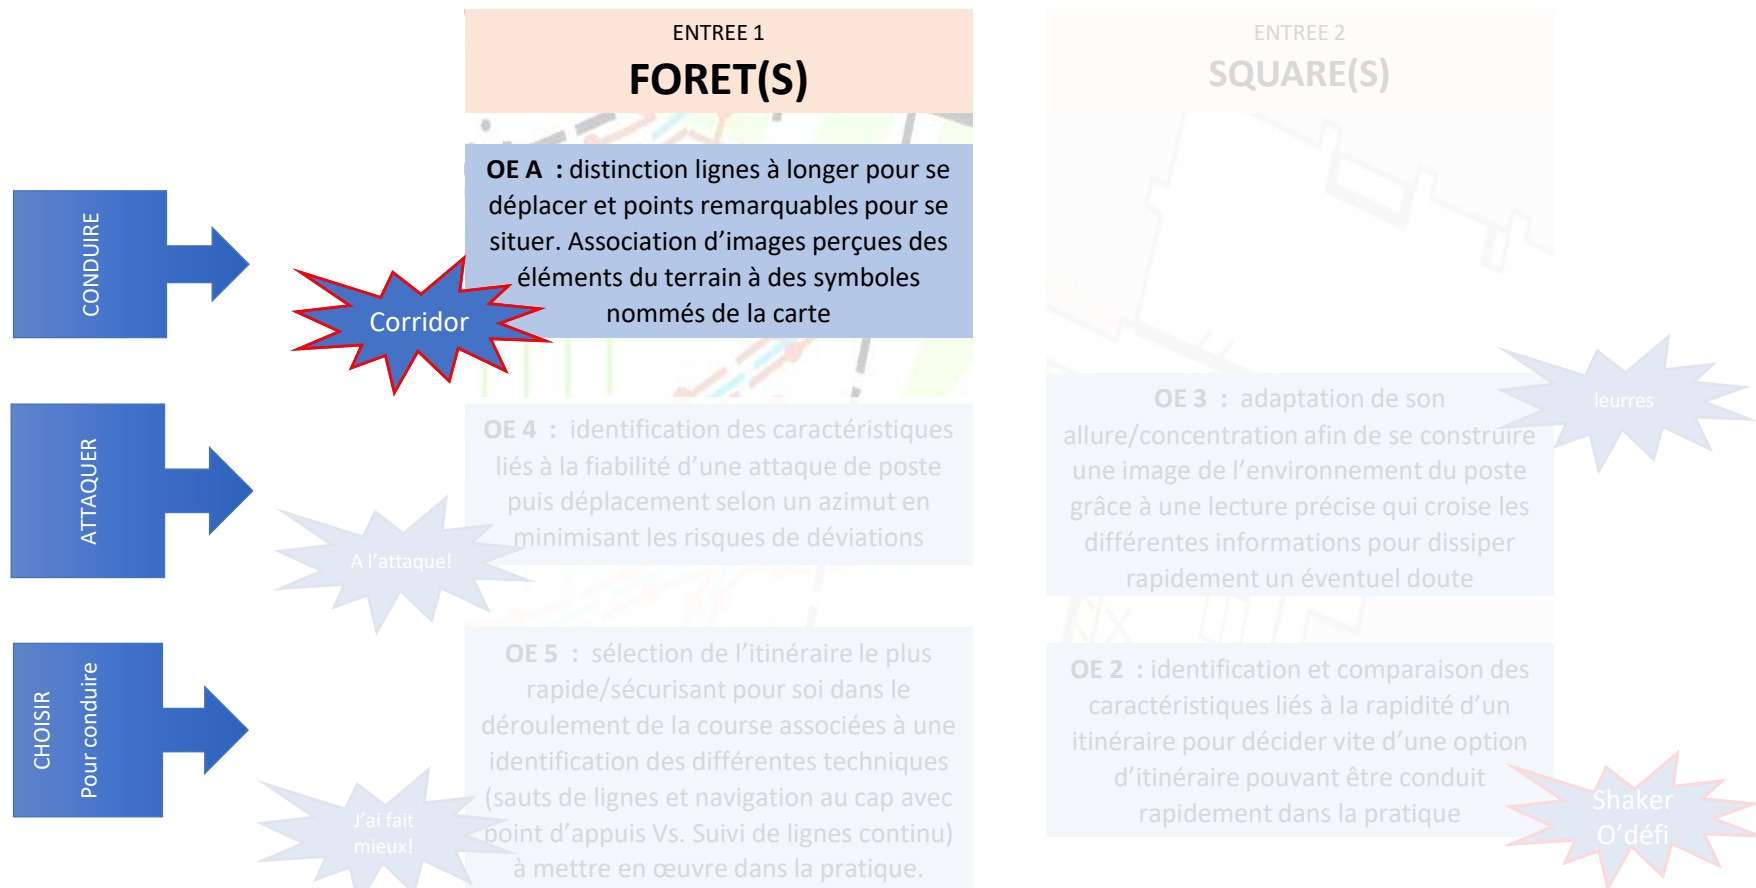 ENTREE 1
FORET(S)
ENTREE 2
SQUARE(S)
CONDUIRE
Corridor
OE A : distinction lignes à longer pour se
déplacer et points remarquables pour se
situer. Association d’images perçues des
éléments du terrain à des symboles
nommés de la carte
ATTAQUER
A l’attaque!
OE 4 : identification des caractéristiques
liés à la fiabilité d’une attaque de poste
puis déplacement selon un azimut en
minimisant les risques de déviations
OE 3 : adaptation de son
allure/concentration afin de se construire
une image de l’environnement du poste
grâce à une lecture précise qui croise les
différentes informations pour dissiper
rapidement un éventuel doute
leurres
CHOISIR
Pour conduire
J’ai fait
mieux!
OE 5 : sélection de l’itinéraire le plus
rapide/sécurisant pour soi dans le
déroulement de la course associées à une
identification des différentes techniques
(sauts de lignes et navigation au cap avec
point d’appuis Vs. Suivi de lignes continu)
à mettre en œuvre dans la pratique.
OE 2 : identification et comparaison des
caractéristiques liés à la rapidité d’un
itinéraire pour décider vite d’une option
d’itinéraire pouvant être conduit
rapidement dans la pratique
Shaker
O’défi